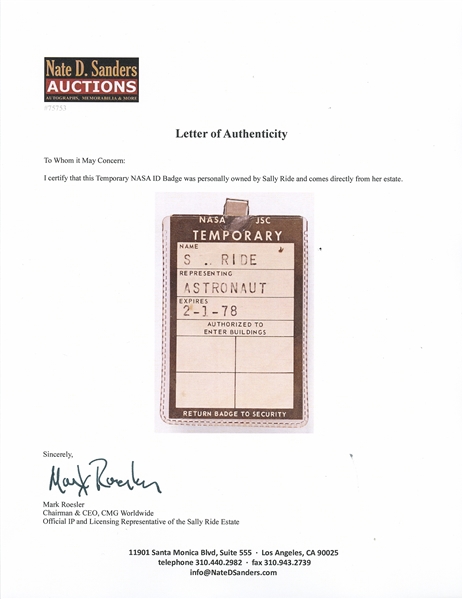 Nate D. Sanders
AUCTIONS
AUTOGRAPHS, MEMORABILIA & MORE
#75753
Letter of Authenticity
To Whom it May Concern:
I certify that this Temporary NASA ID Badge was personally owned by Sally Ride and comes directly from her estate.
NASA JSC
TEMPORARY
NAME
S .. RIDE
REPRESENTING
ASTRONAUT
EXPIRES
2-1-78
AUTHORIZED TO
ENTER BUILDINGS
RETURN BADGE TO SECURITY
Sincerely,
Mark Roesler
Mark Roesler
Chairman & CEO, CMG Worldwide
Official IP and Licensing Representative of the Sally Ride Estate
11901 Santa Monica Blvd, Suite 555 · Los Angeles, CA 90025
telephone 310.440.2982 · fax 310.943.2739
info@NateDSanders.com